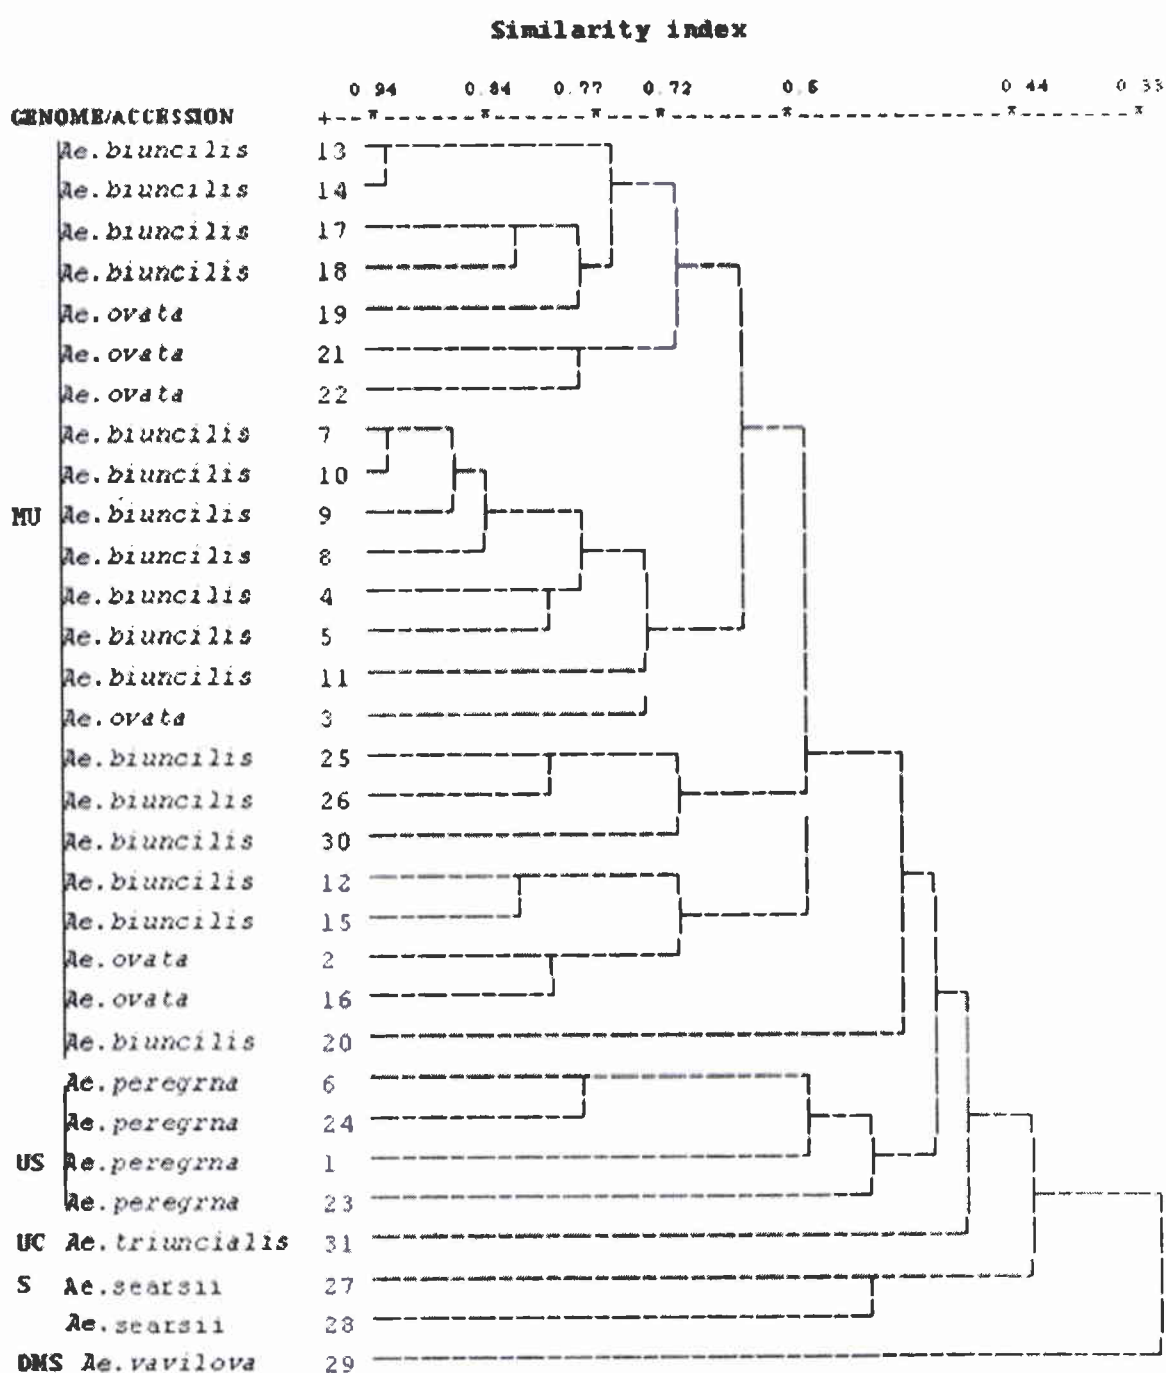 Similarity index
0.94 0.84 0.77 0.72 0.6 0.44 0.33
GENOME/ACCESSION
Ae.biuncilis 13
Ae.biuncilis 14
Ae.biuncilis 17
Ae.biuncilis 18
Ae.ovata 19
Ae.ovata 21
Ae.ovata 22
Ae.biuncilis 7
Ae.biuncilis 10
MU Ae.biuncilis 9
Ae.biuncilis 8
Ae.biuncilis 4
Ae.biuncilis 5
Ae.biuncilis 11
Ae.ovata 3
Ae.biuncilis 25
Ae.biuncilis 26
Ae.biuncilis 30
Ae.biuncilis 12
Ae.biuncilis 15
Ae.ovata 2
Ae.ovata 16
Ae.biuncilis 20
Ae.peregrna 6
Ae.peregrna 24
US Ae.peregrna 1
Ae.peregrna 23
UC Ae.triuncialis 31
S Ae.searsii 27
Ae.searsii 28
DMS Ae.vavilova 29